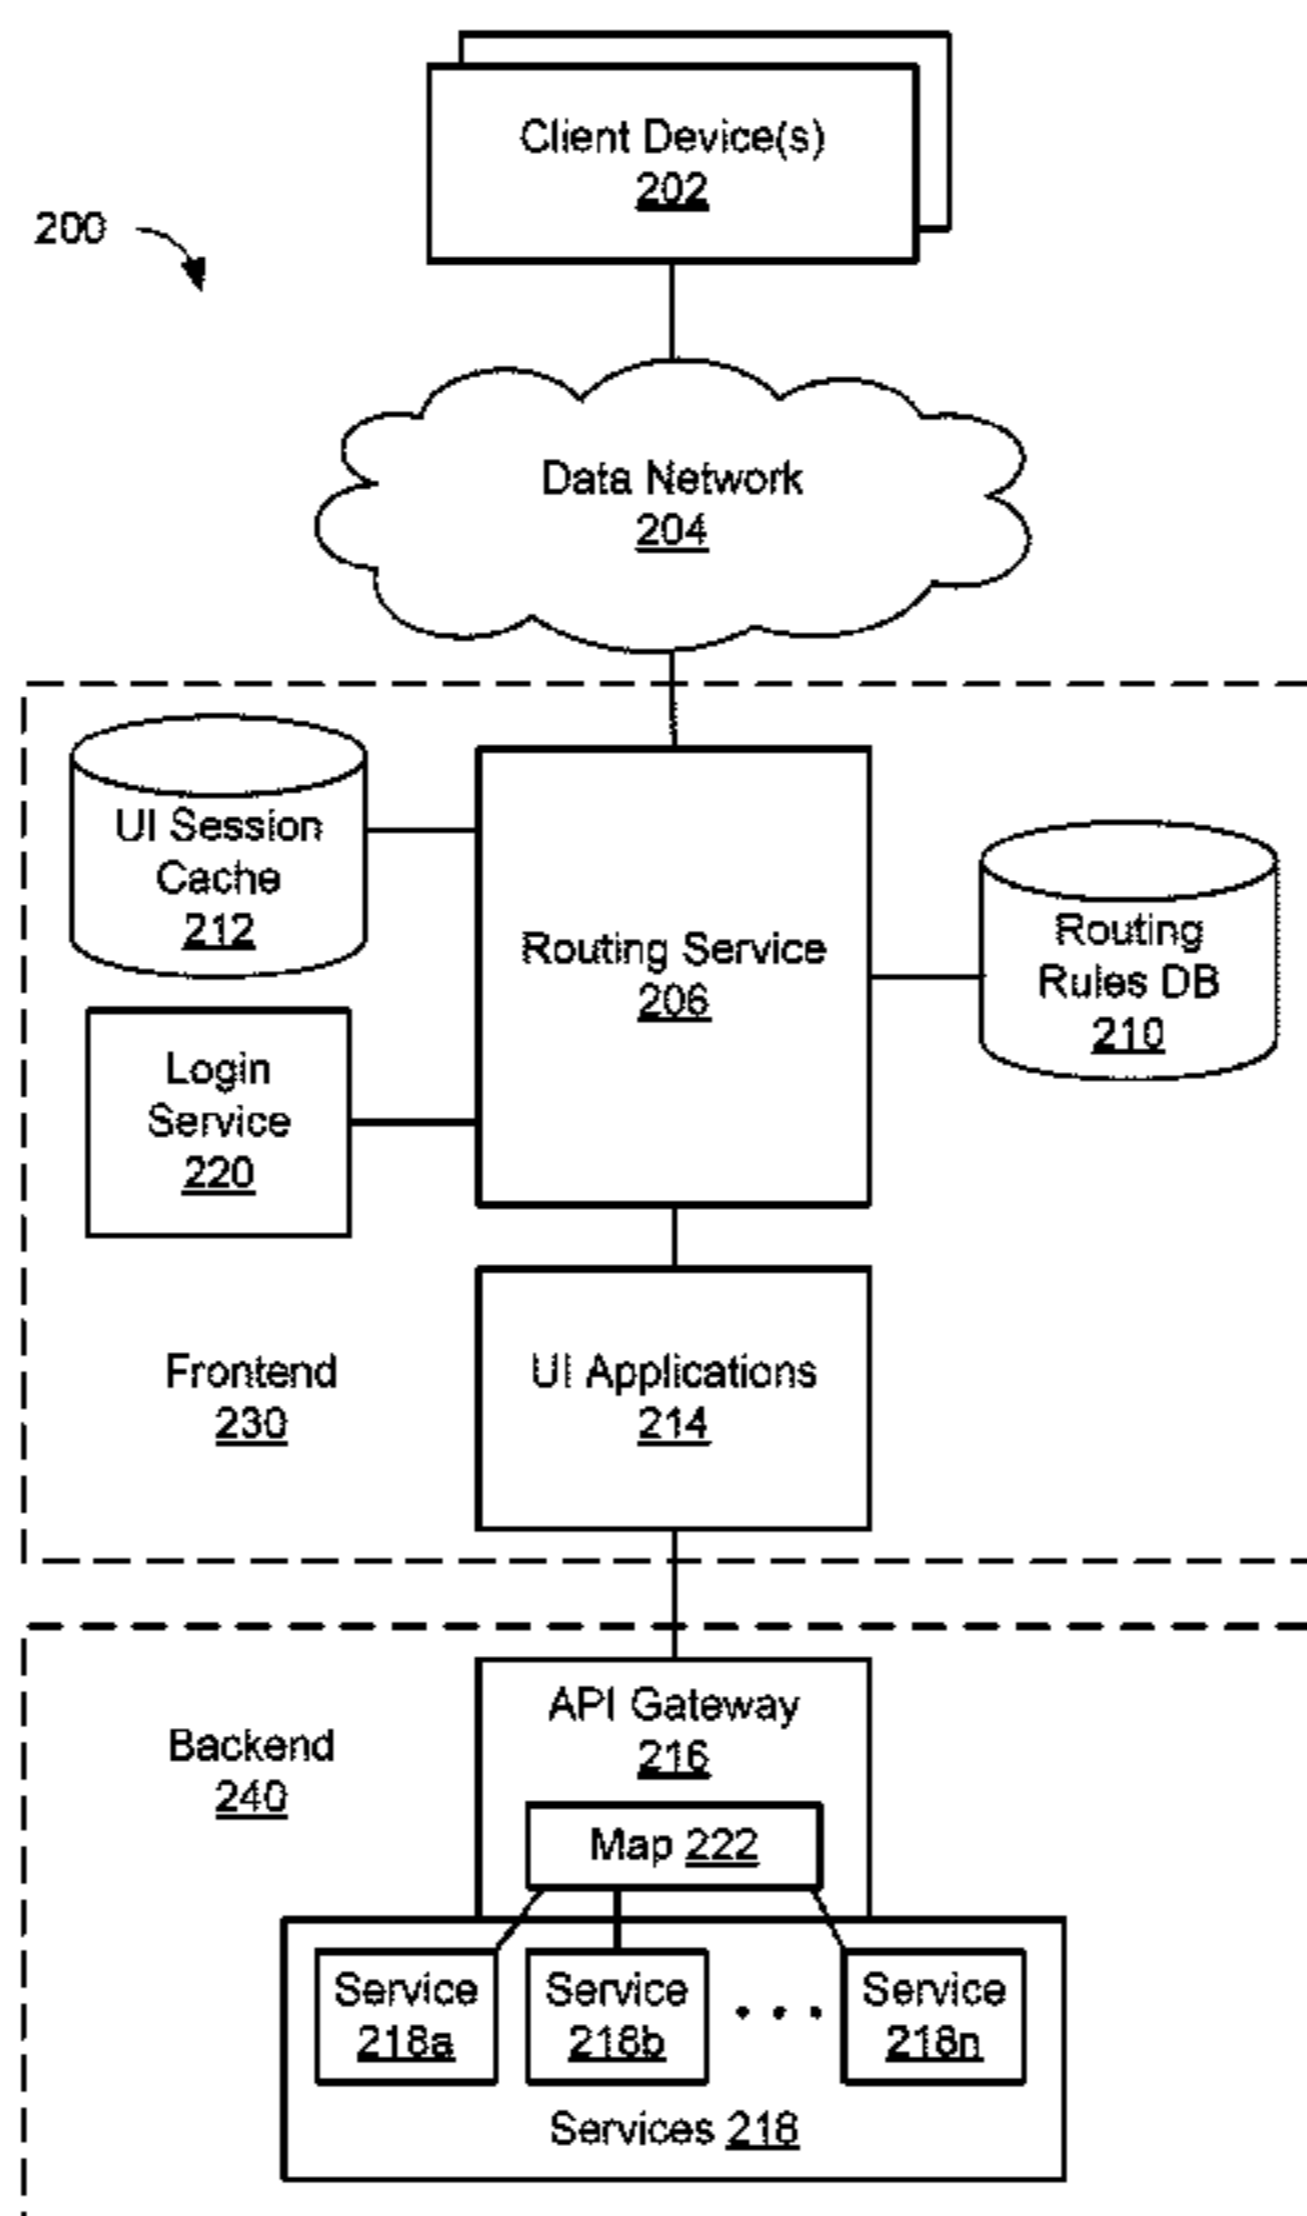 Client Device(s)
202
200
Data Network
204
UI Session
Cache
212
Routing Service
206
Routing
Rules DB
210
Login
Service
220
Frontend
230
UI Applications
214
Backend
240
API Gateway
216
Map 222
Service
218a
Service
218b
• • •
Service
218n
Services 218